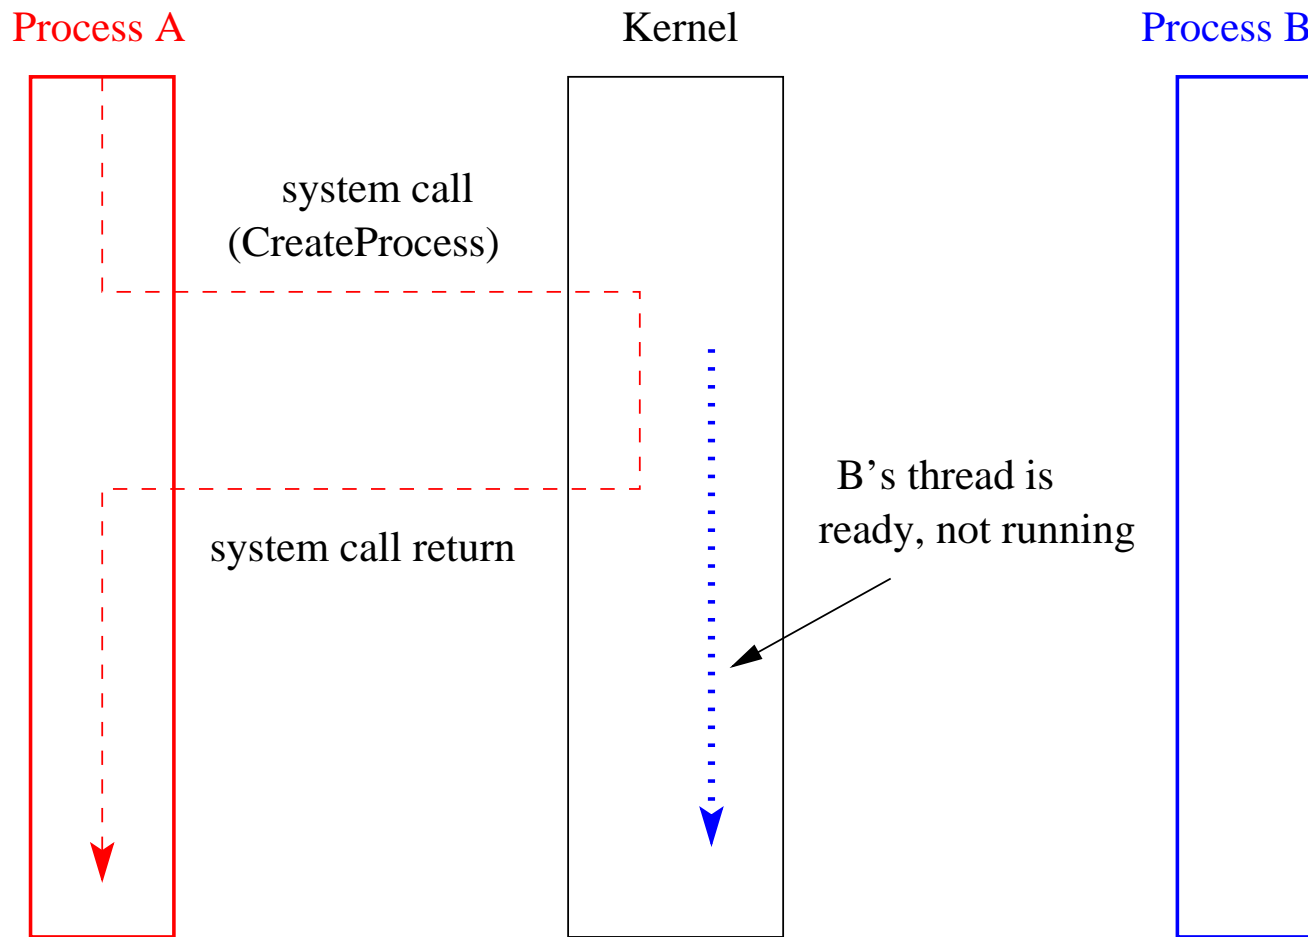 Process A
Kernel
Process B
system call
(CreateProcess)
B’s thread is
ready, not running
system call return